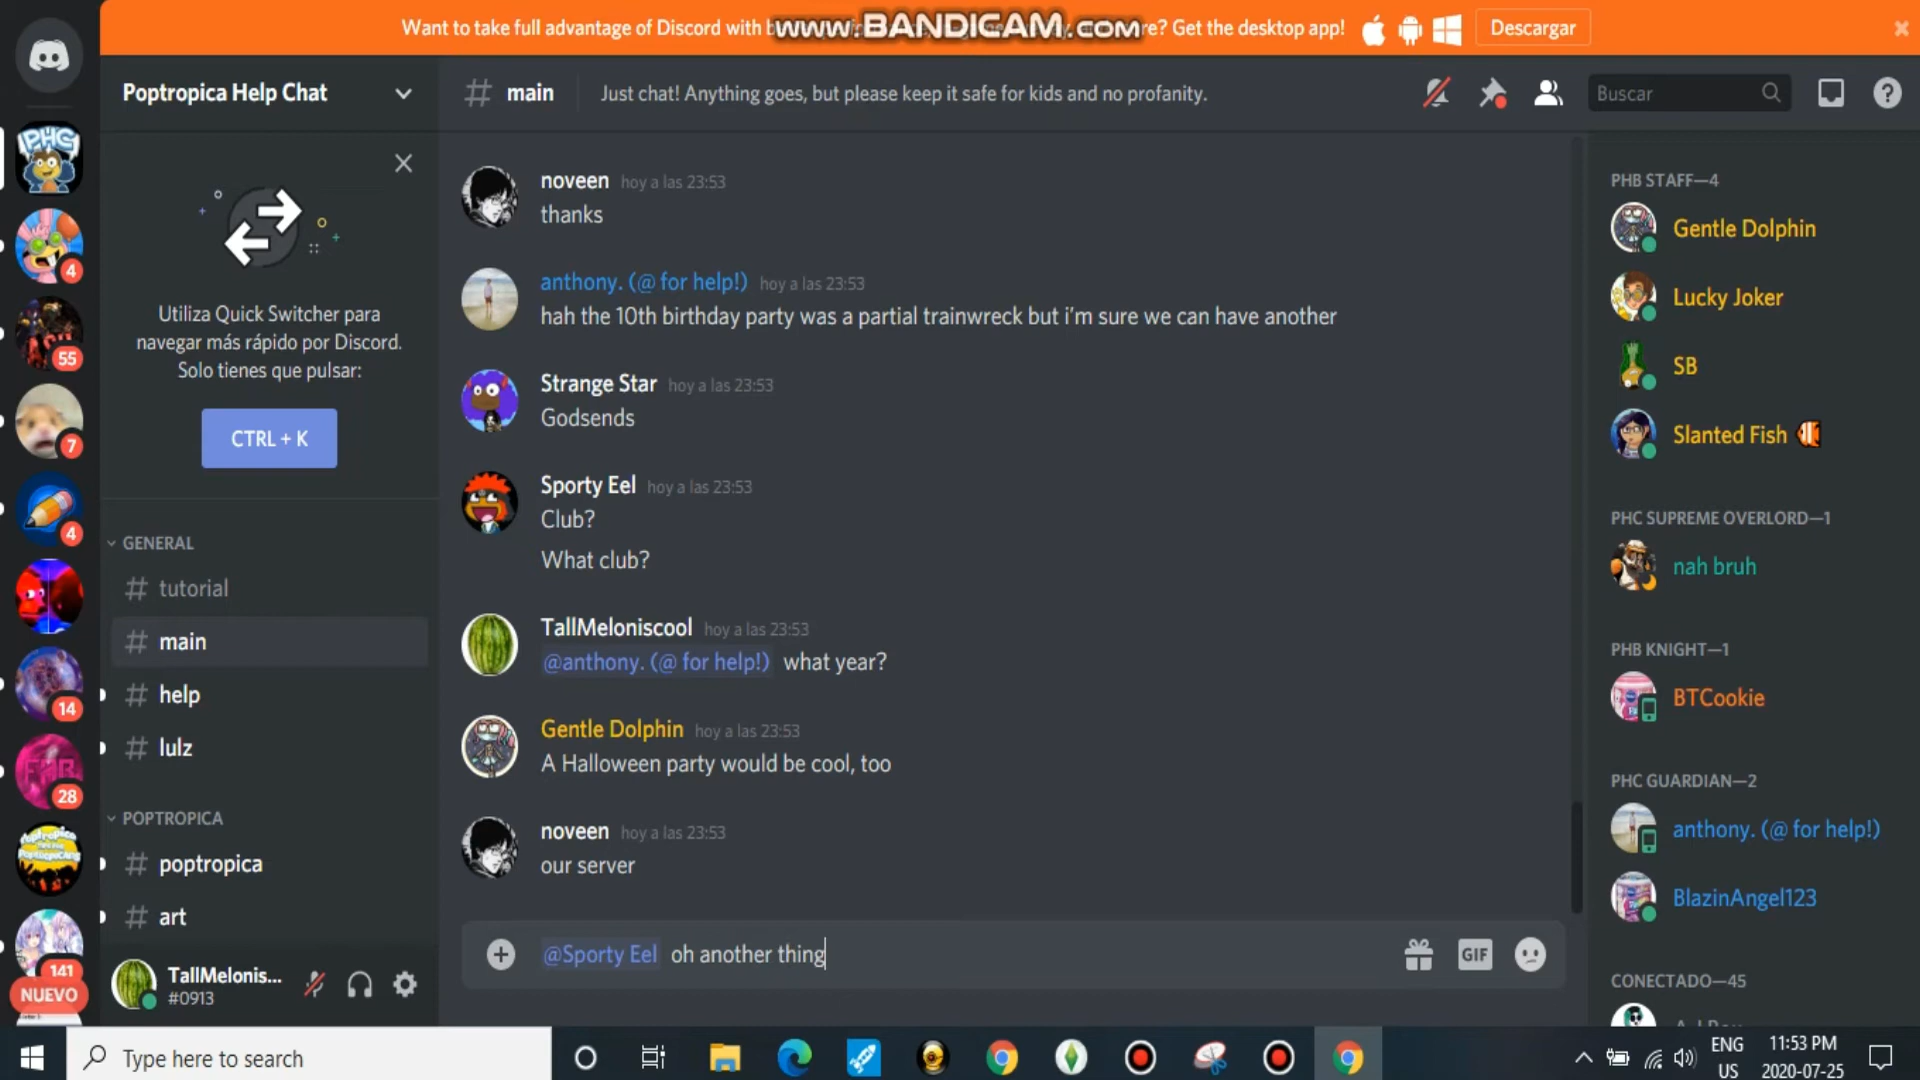 Want to take full advantage of Discord with b
re? Get the desktop app!
Descargar
www.BANDICAM.com
Poptropica Help Chat
main
Just chat! Anything goes, but please keep it safe for kids and no profanity.
Buscar
Utiliza Quick Switcher para
navegar más rápido por Discord.
Solo tienes que pulsar:
CTRL + K
GENERAL
# tutorial
# main
# help
# lulz
POPTROPICA
# poptropica
# art
TallMelonis...
#0913
PHC
4
55
7
4
14
28
141
NUEVO
noveen hoy a las 23:53
thanks
anthony. (@ for help!) hoy a las 23:53
hah the 10th birthday party was a partial trainwreck but i'm sure we can have another
Strange Star hoy a las 23:53
Godsends
Sporty Eel hoy a las 23:53
Club?
What club?
TallMeloniscool hoy a las 23:53
@anthony. (@ for help!) what year?
Gentle Dolphin hoy a las 23:53
A Halloween party would be cool, too
noveen hoy a las 23:53
our server
@Sporty Eel oh another thing
GIF
PHB STAFF—4
Gentle Dolphin
Lucky Joker
SB
Slanted Fish
PHC SUPREME OVERLORD—1
nah bruh
PHB KNIGHT—1
BTCookie
PHC GUARDIAN—2
anthony. (@ for help!)
BlazinAngel123
CONECTADO—45
Type here to search
ENG
US
11:53 PM
2020-07-25